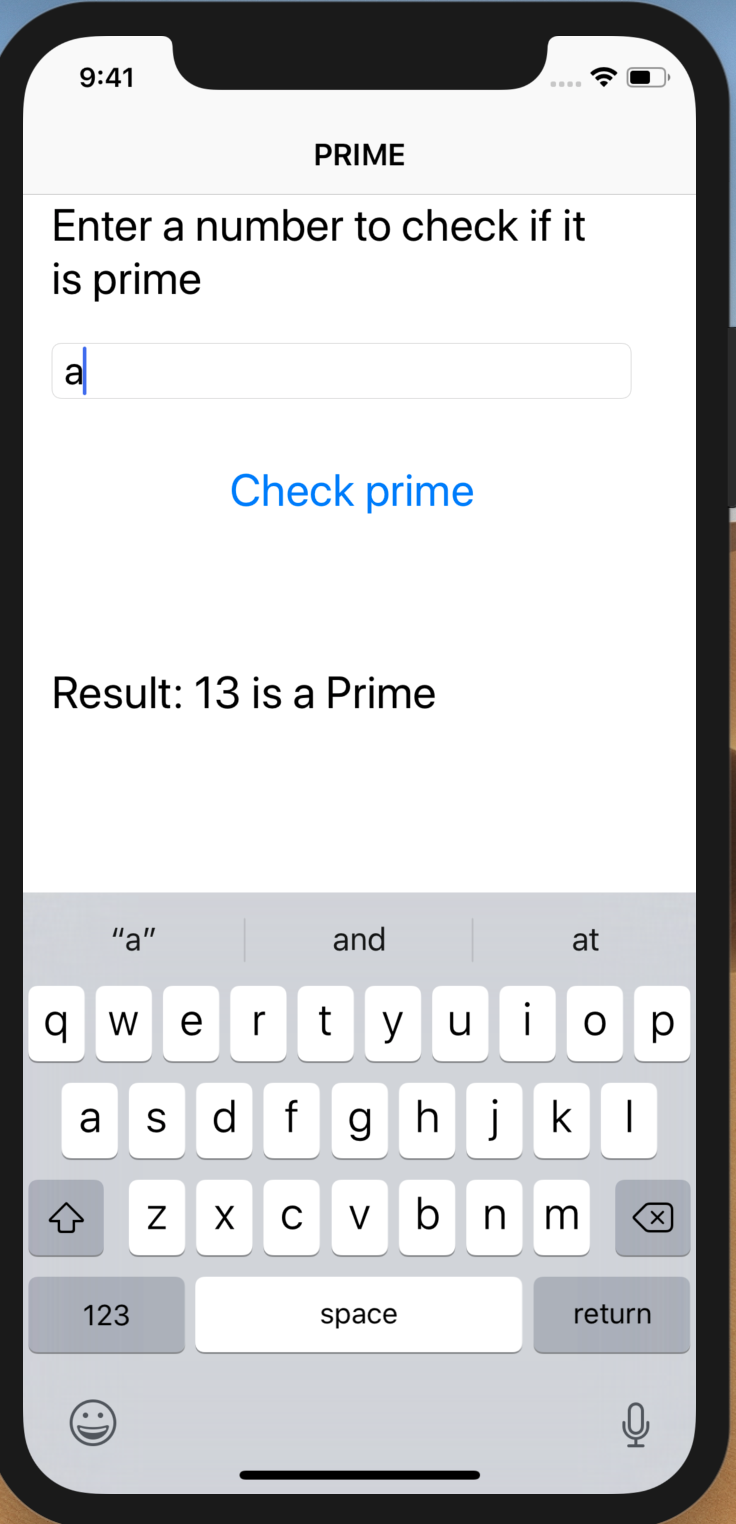 9:41
PRIME
Enter a number to check if it
is prime
a
Check prime
Result: 13 is a Prime
“a” and at
q w e r t y u i o p
a s d f g h j k l
z x c v b n m
123 space return